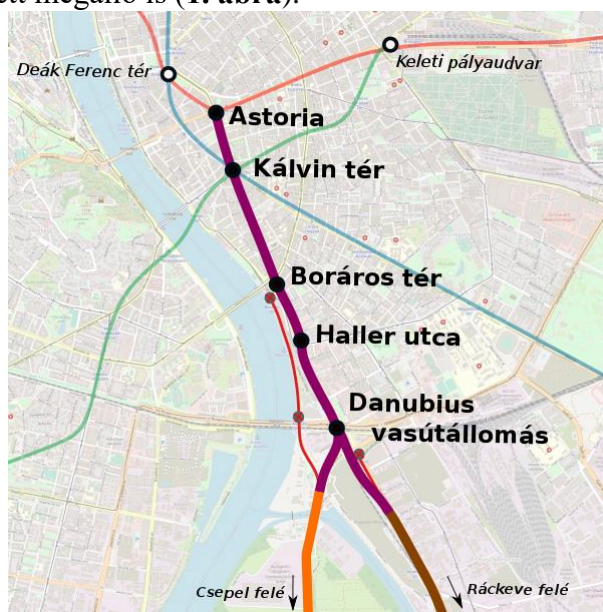 ett megálló is (1. ábra).
Deák Ferenc tér
Keleti pályaudvar
Astoria
Kálvin tér
Boráros tér
Haller utca
Danubius
vasútállomás
Csepel felé
Ráckeve felé